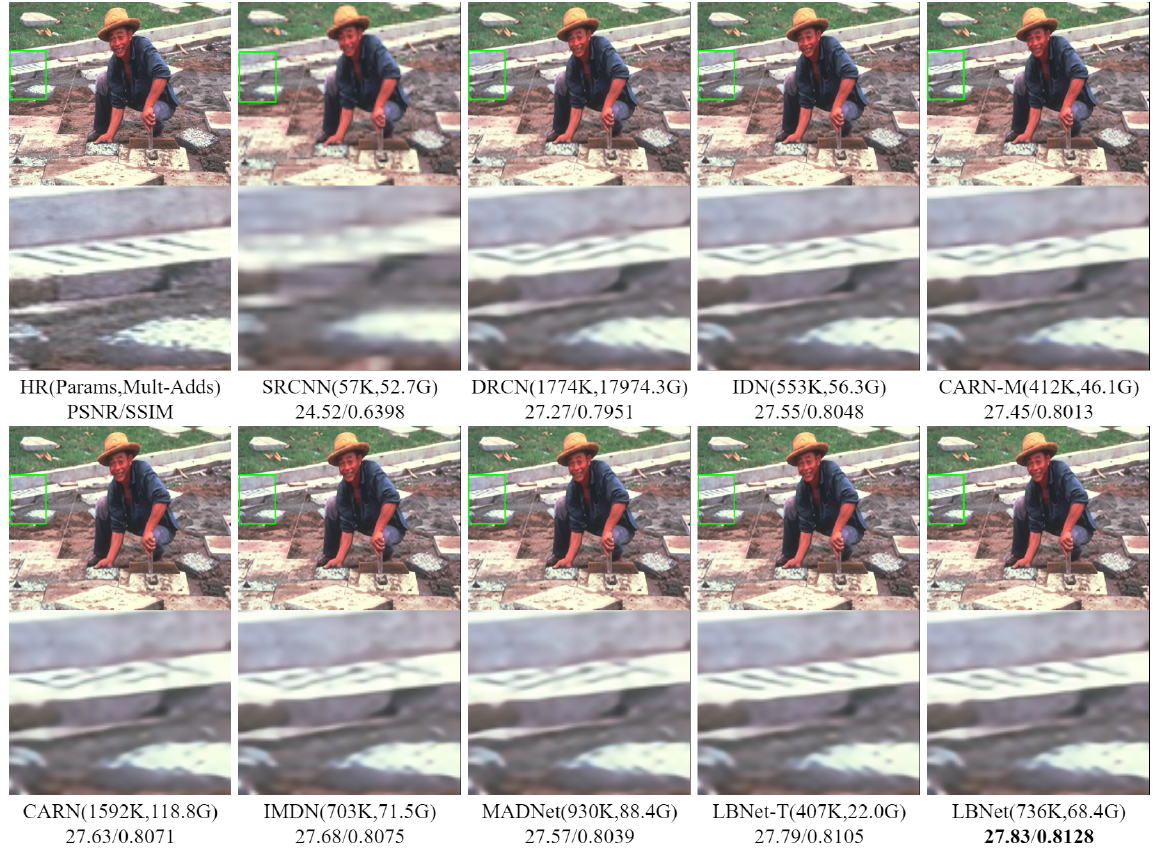 HR(Params,Mult-Adds)
PSNR/SSIM
SRCNN(57K,52.7G)
24.52/0.6398
DRCN(1774K,17974.3G)
27.27/0.7951
IDN(553K,56.3G)
27.55/0.8048
CARN-M(412K,46.1G)
27.45/0.8013
CARN(1592K,118.8G)
27.63/0.8071
IMDN(703K,71.5G)
27.68/0.8075
MADNet(930K,88.4G)
27.57/0.8039
LBNet-T(407K,22.0G)
27.79/0.8105
LBNet(736K,68.4G)
27.83/0.8128